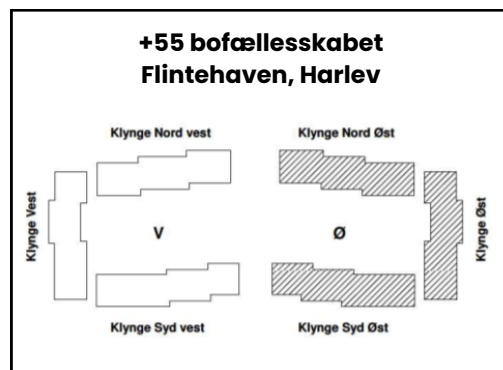 +55 bofællesskabet
Flintehaven, Harlev
Klynge Nord vest
Klynge Nord Øst
Klynge Vest
V
Ø
Klynge Øst
Klynge Syd vest
Klynge Syd Øst